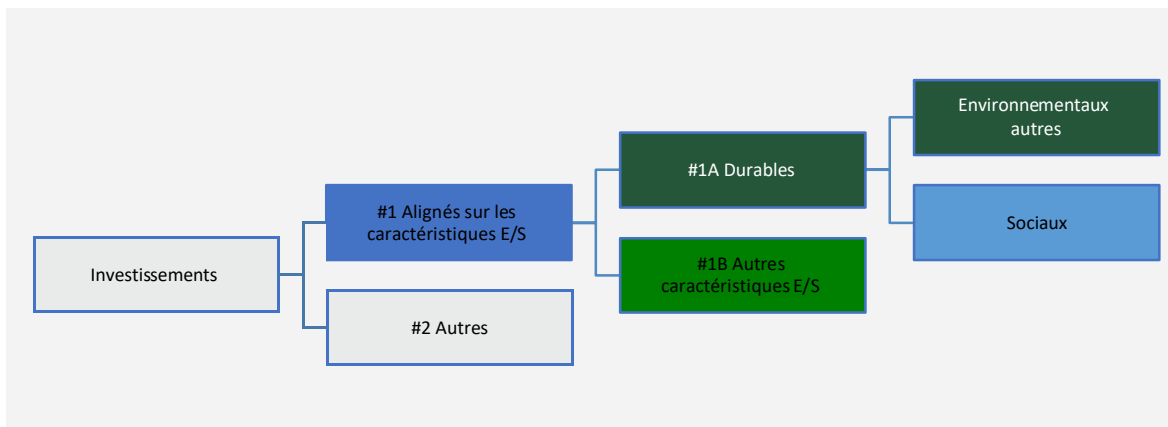 Investissements
#1 Alignés sur les
caractéristiques E/S
#2 Autres
#1A Durables
#1B Autres
caractéristiques E/S
Environnementaux
autres
Sociaux